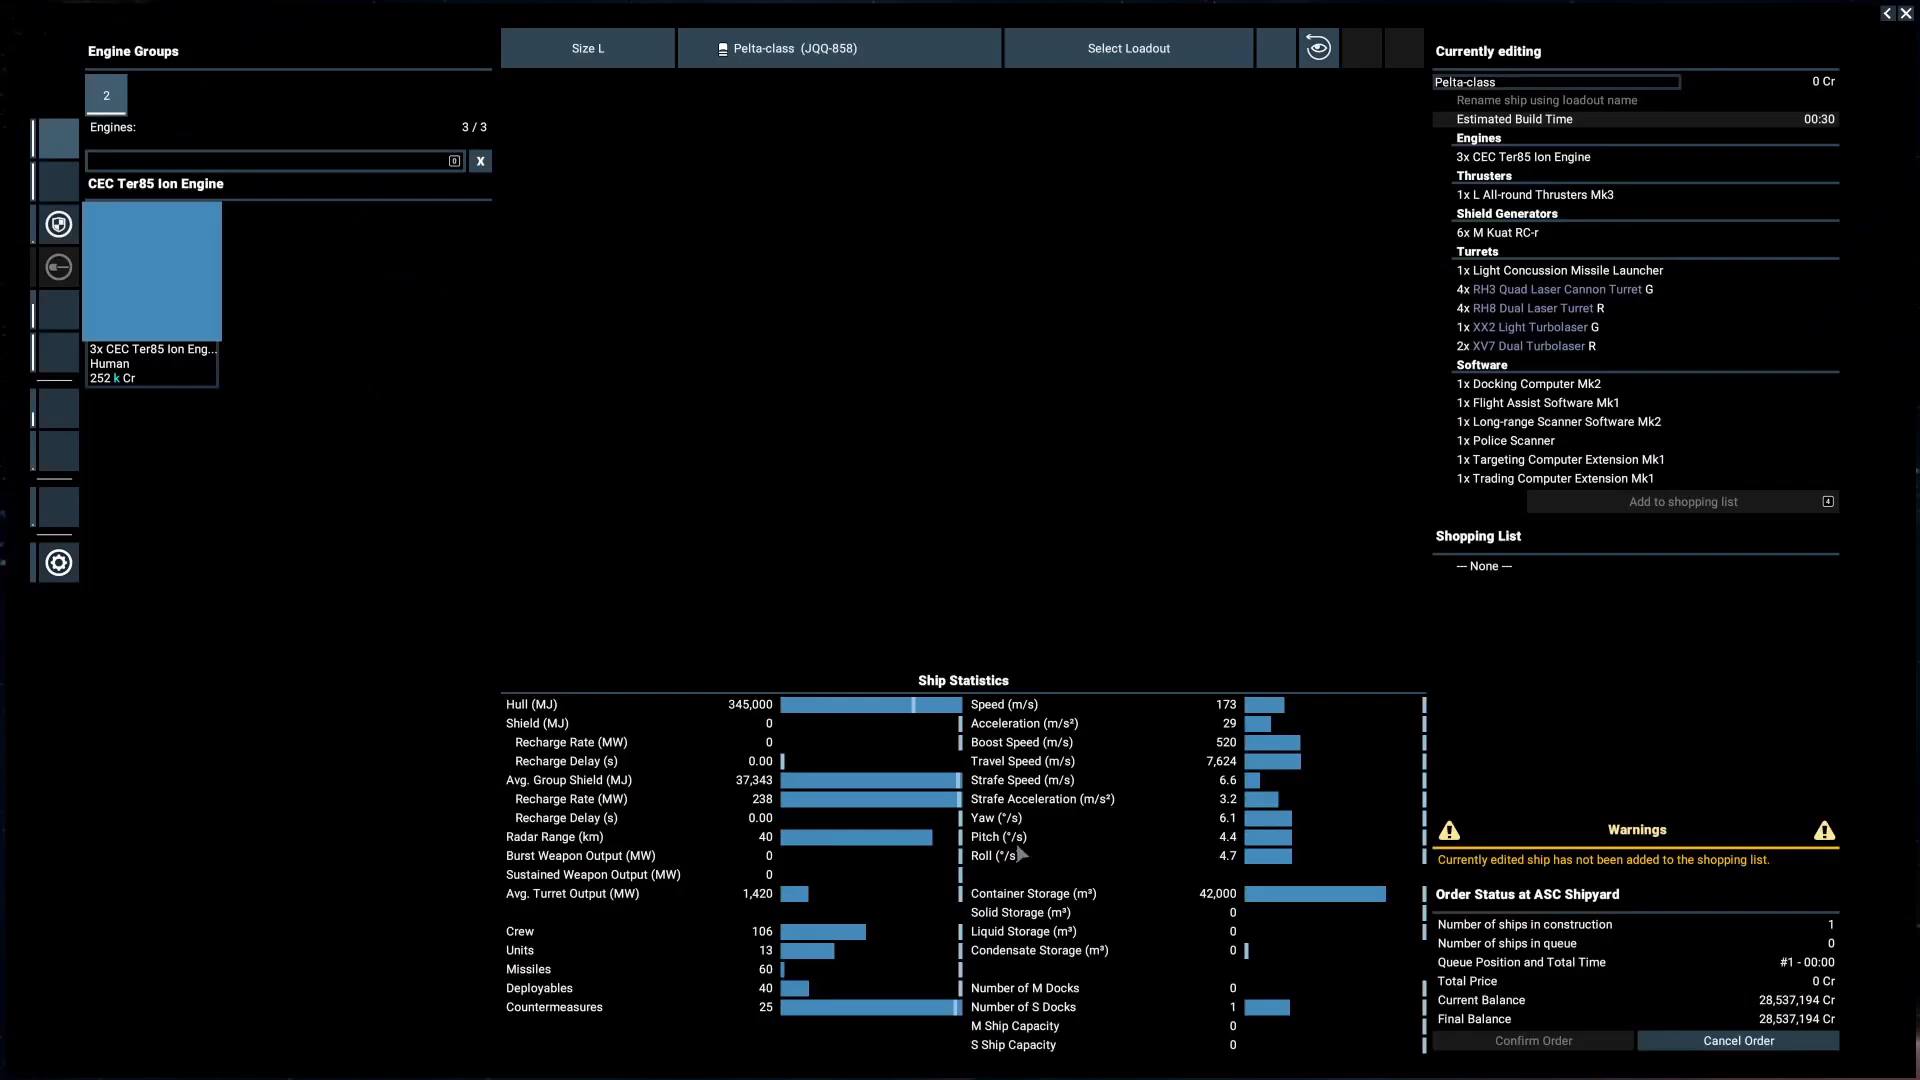 Engine Groups
2
Engines: 3 / 3
0 X
CEC Ter85 Ion Engine
3x CEC Ter85 Ion Eng...
Human
252 k Cr
Size L
Pelta-class (JQQ-858)
Select Loadout
Ship Statistics
Hull (MJ) 345,000
Shield (MJ) 0
Recharge Rate (MW) 0
Recharge Delay (s) 0.00
Avg. Group Shield (MJ) 37,343
Recharge Rate (MW) 238
Recharge Delay (s) 0.00
Radar Range (km) 40
Burst Weapon Output (MW) 0
Sustained Weapon Output (MW) 0
Avg. Turret Output (MW) 1,420
Crew 106
Units 13
Missiles 60
Deployables 40
Countermeasures 25
Speed (m/s) 173
Acceleration (m/s²) 29
Boost Speed (m/s) 520
Travel Speed (m/s) 7,624
Strafe Speed (m/s) 6.6
Strafe Acceleration (m/s²) 3.2
Yaw (°/s) 6.1
Pitch (°/s) 4.4
Roll (°/s) 4.7
Container Storage (m³) 42,000
Solid Storage (m³) 0
Liquid Storage (m³) 0
Condensate Storage (m³) 0
Number of M Docks 0
Number of S Docks 1
M Ship Capacity 0
S Ship Capacity 0
Currently editing
Pelta-class 0 Cr
Rename ship using loadout name
Estimated Build Time 00:30
Engines
3x CEC Ter85 Ion Engine
Thrusters
1x L All-round Thrusters Mk3
Shield Generators
6x M Kuat RC-r
Turrets
1x Light Concussion Missile Launcher
4x RH3 Quad Laser Cannon Turret G
4x RH8 Dual Laser Turret R
1x XX2 Light Turbolaser G
2x XV7 Dual Turbolaser R
Software
1x Docking Computer Mk2
1x Flight Assist Software Mk1
1x Long-range Scanner Software Mk2
1x Police Scanner
1x Targeting Computer Extension Mk1
1x Trading Computer Extension Mk1
Add to shopping list 4
Shopping List
--- None ---
Warnings
Currently edited ship has not been added to the shopping list.
Order Status at ASC Shipyard
Number of ships in construction 1
Number of ships in queue 0
Queue Position and Total Time #1 - 00:00
Total Price 0 Cr
Current Balance 28,537,194 Cr
Final Balance 28,537,194 Cr
Confirm Order
Cancel Order